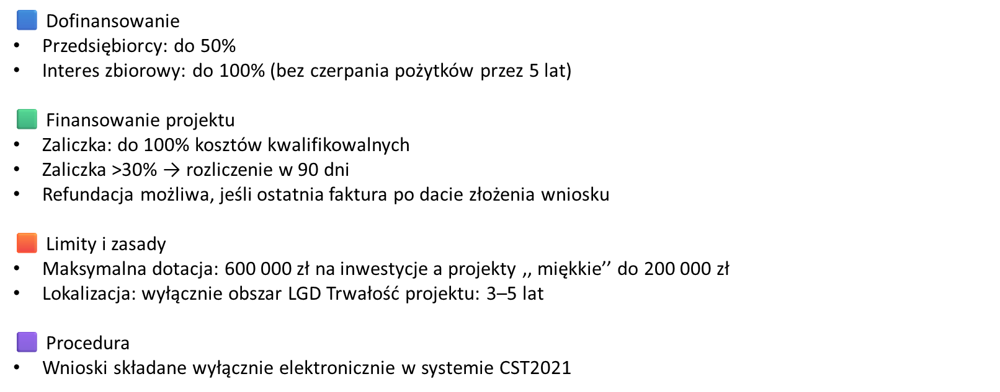 🟦 Dofinansowanie
• Przedsiębiorcy: do 50%
• Interes zbiorowy: do 100% (bez czerpania pożytków przez 5 lat)
🟩 Finansowanie projektu
• Zaliczka: do 100% kosztów kwalifikowalnych
• Zaliczka >30% → rozliczenie w 90 dni
• Refundacja możliwa, jeśli ostatnia faktura po dacie złożenia wniosku
🟧 Limity i zasady
• Maksymalna dotacja: 600 000 zł na inwestycje a projekty ,, miękkie’’ do 200 000 zł
• Lokalizacja: wyłącznie obszar LGD Trwałość projektu: 3–5 lat
🟪 Procedura
• Wnioski składane wyłącznie elektronicznie w systemie CST2021